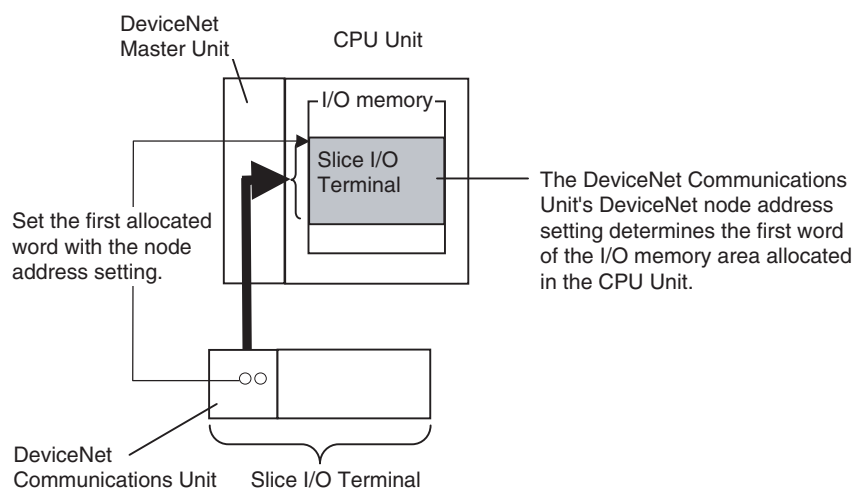 DeviceNet
Master Unit
CPU Unit
I/O memory
Slice I/O
Terminal
The DeviceNet Communications
Unit's DeviceNet node address
setting determines the first word
of the I/O memory area allocated
in the CPU Unit.
Set the first allocated
word with the node
address setting.
DeviceNet
Communications Unit
Slice I/O Terminal